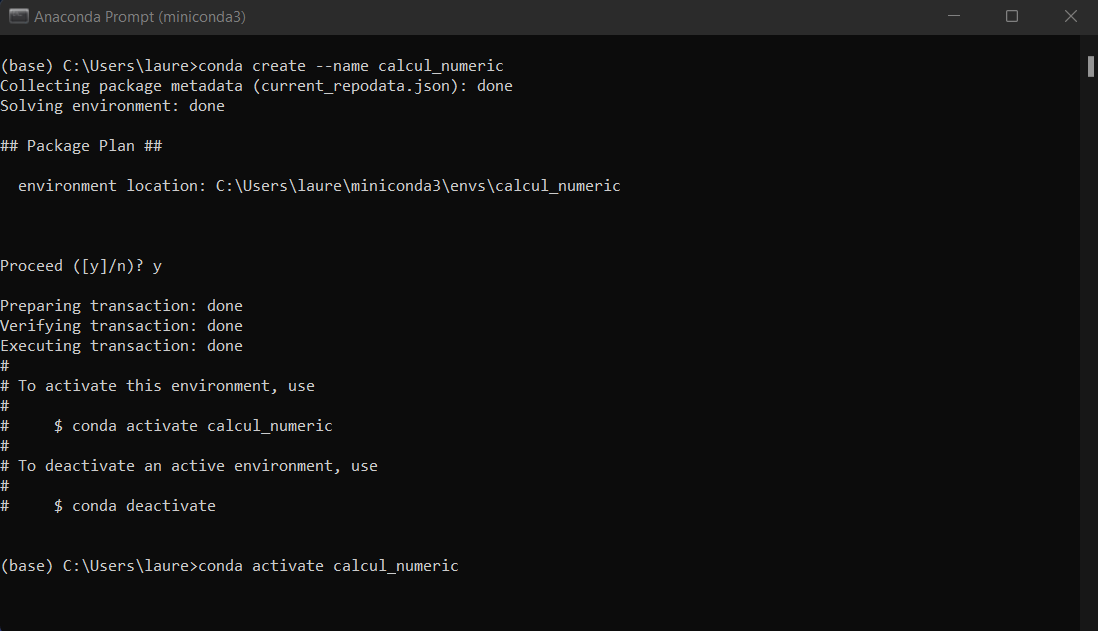 Anaconda Prompt (miniconda3)
(base) C:\Users\laure>conda create --name calcul_numeric
Collecting package metadata (current_repodata.json): done
Solving environment: done
## Package Plan ##
environment location: C:\Users\laure\miniconda3\envs\calcul_numeric
Proceed ([y]/n)? y
Preparing transaction: done
Verifying transaction: done
Executing transaction: done
#
# To activate this environment, use
#
#     $ conda activate calcul_numeric
#
# To deactivate an active environment, use
#
#     $ conda deactivate
(base) C:\Users\laure>conda activate calcul_numeric